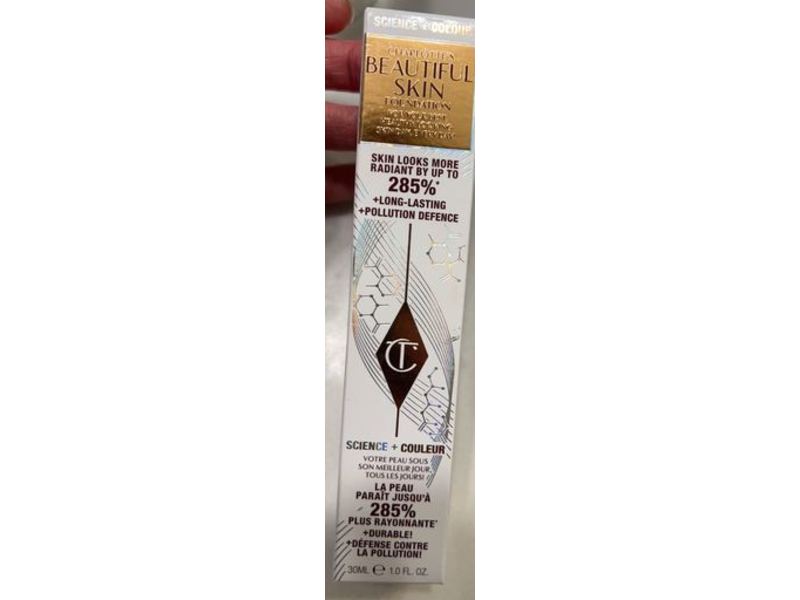 SCIENCE + COLOUR
CHARLOTTE'S
BEAUTIFUL
SKIN
FOUNDATION
SKIN LOOKS MORE
RADIANT BY UP TO
285%*
+LONG-LASTING
+POLLUTION DEFENCE
CT
SCIENCE + COULEUR
VOTRE PEAU SOUS
SON MEILLEUR JOUR,
TOUS LES JOURS!
LA PEAU
PARAÎT JUSQU'À
285%
PLUS RAYONNANTE*
+DURABLE!
+DÉFENSE CONTRE
LA POLLUTION!
30ML e 1.0 FL. OZ.